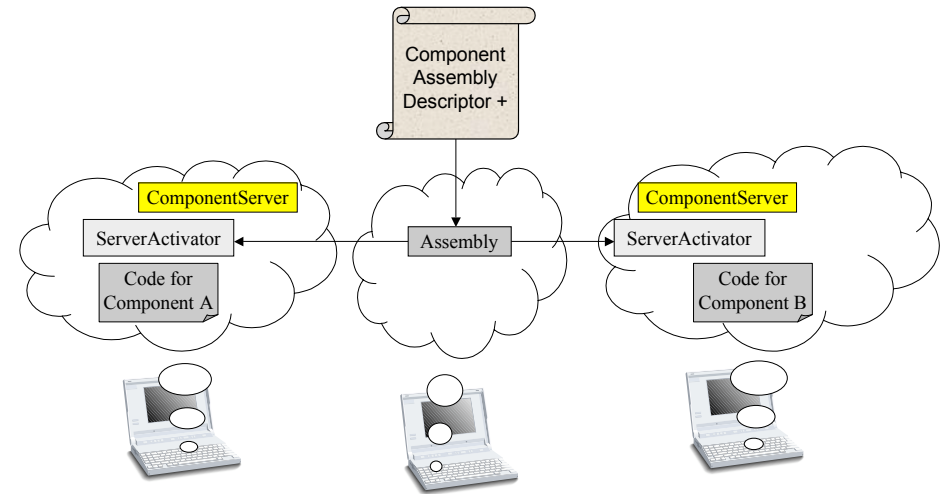 Component
Assembly
Descriptor +
ComponentServer
ServerActivator
Code for
Component A
Assembly
ComponentServer
ServerActivator
Code for
Component B